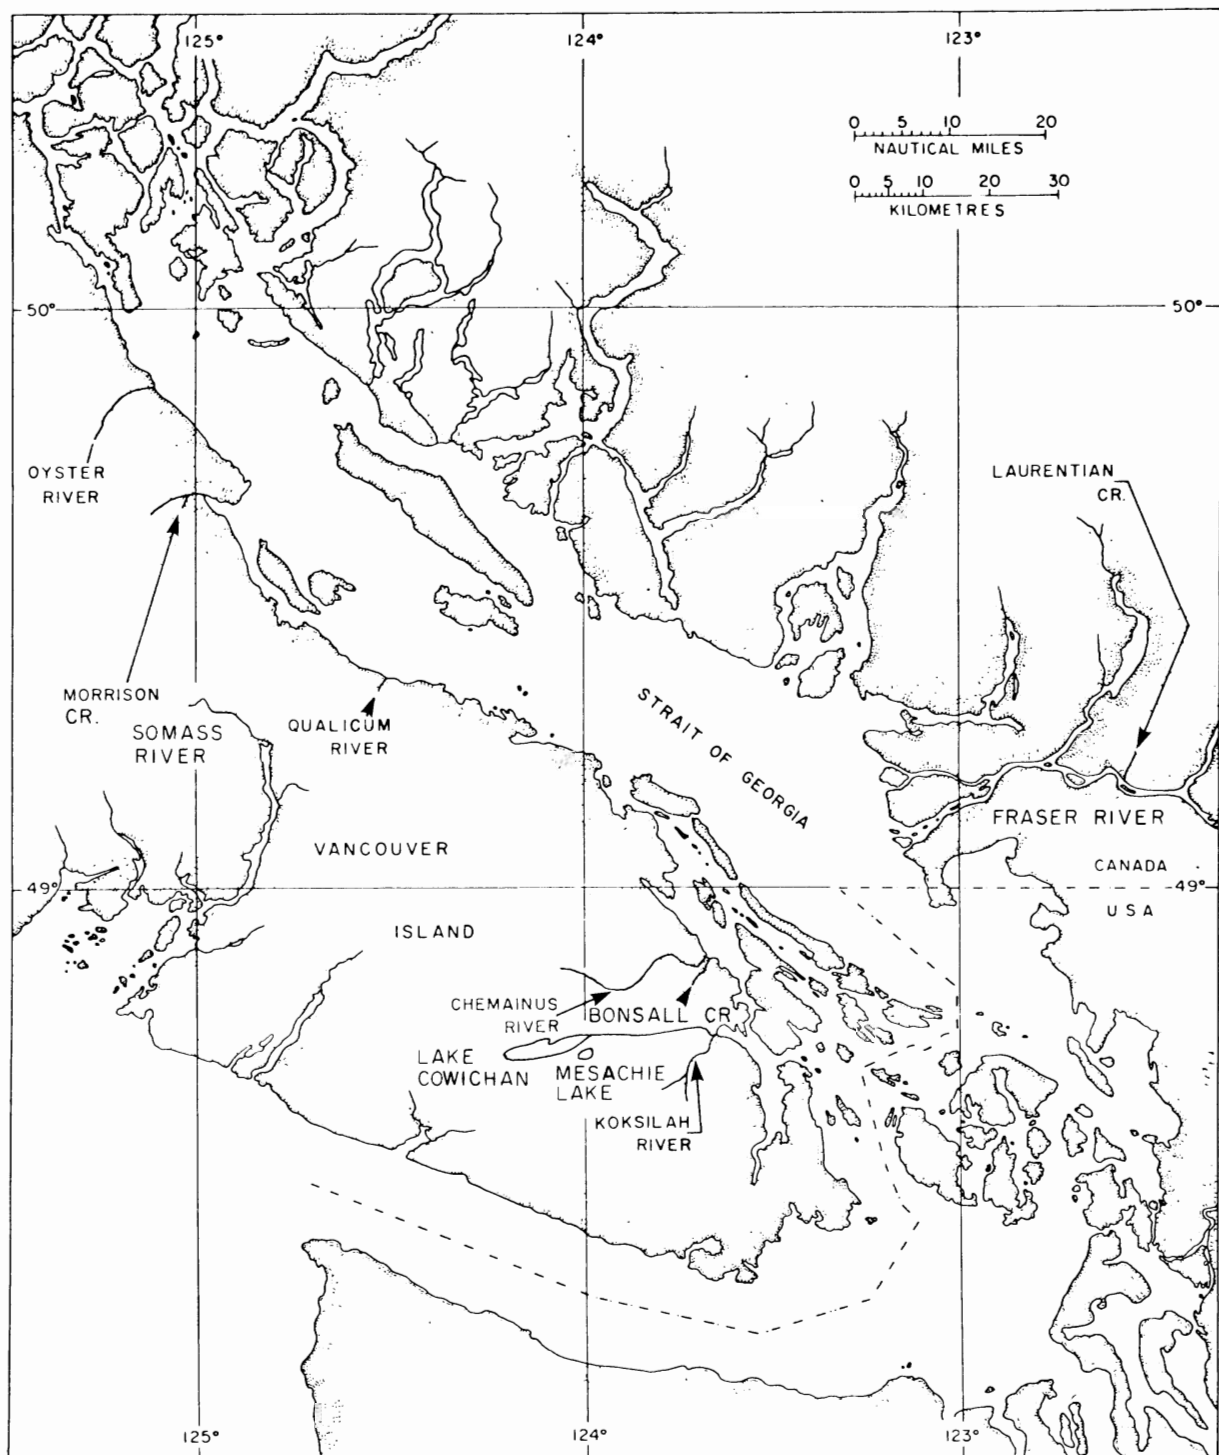 125°
124°
123°
0 5 10 20
NAUTICAL MILES
0 5 10 20 30
KILOMETRES
50°
50°
OYSTER
RIVER
LAURENTIAN
CR.
MORRISON
CR.
SOMASS
RIVER
QUALICUM
RIVER
STRAIT OF GEORGIA
FRASER RIVER
VANCOUVER
CANADA
49°
49°
USA
ISLAND
CHEMAINUS
RIVER
BONSALL CR.
LAKE
COWICHAN
MESACHIE
LAKE
KOKSILAH
RIVER
125°
124°
123°